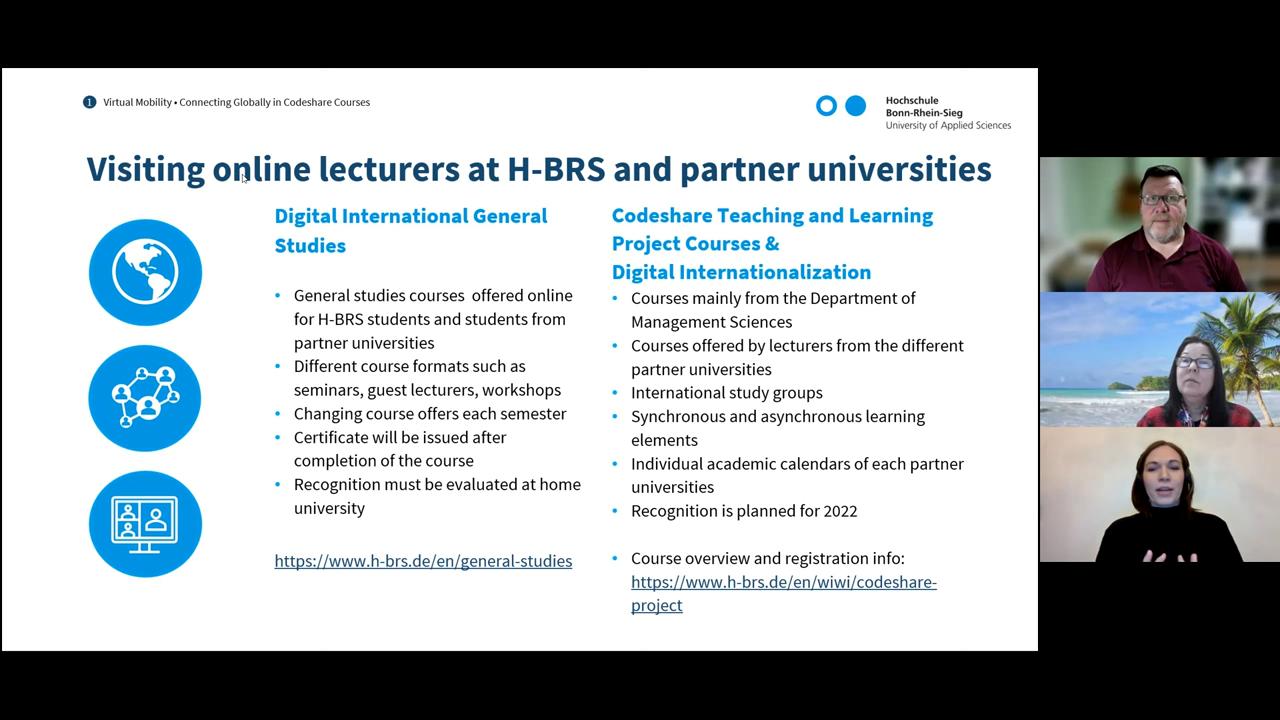 1 Virtual Mobility • Connecting Globally in Codeshare Courses
Hochschule
Bonn-Rhein-Sieg
University of Applied Sciences
Visiting online lecturers at H-BRS and partner universities
Digital International General
Studies
• General studies courses offered online
for H-BRS students and students from
partner universities
• Different course formats such as
seminars, guest lecturers, workshops
• Changing course offers each semester
• Certificate will be issued after
completion of the course
• Recognition must be evaluated at home
university
https://www.h-brs.de/en/general-studies
Codeshare Teaching and Learning
Project Courses &
Digital Internationalization
• Courses mainly from the Department of
Management Sciences
• Courses offered by lecturers from the different
partner universities
• International study groups
• Synchronous and asynchronous learning
elements
• Individual academic calendars of each partner
universities
• Recognition is planned for 2022
• Course overview and registration info:
https://www.h-brs.de/en/wiwi/codeshare-
project